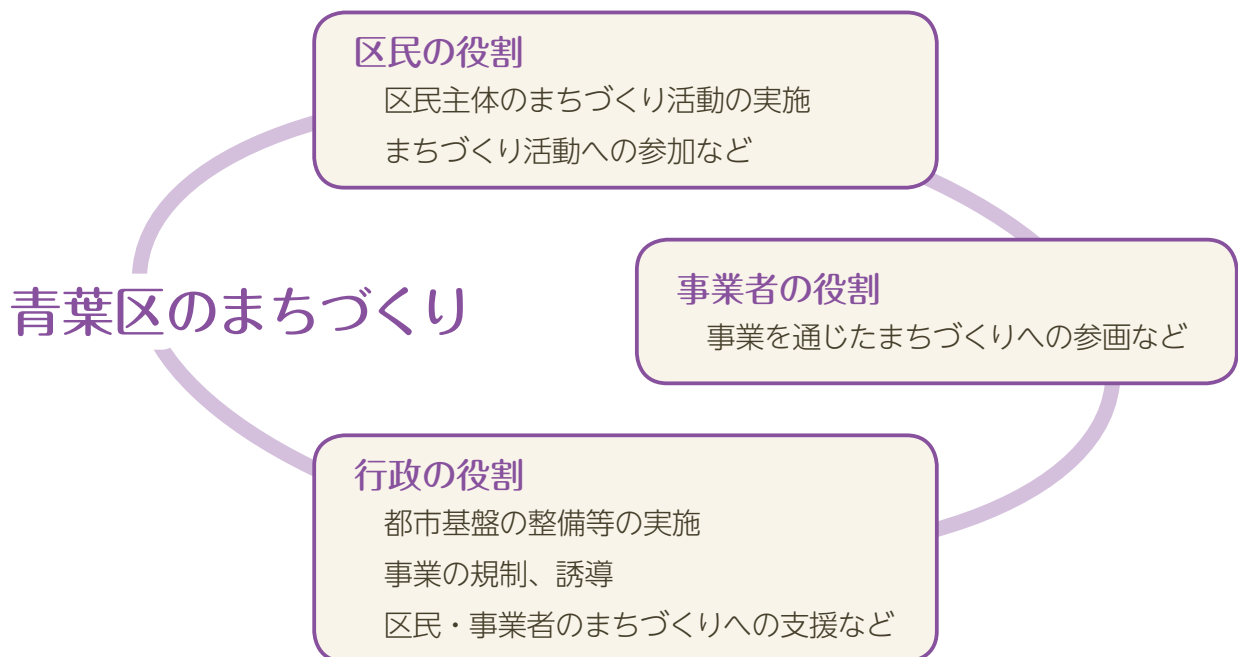 区民の役割
区民主体のまちづくり活動の実施
まちづくり活動への参加など
青葉区のまちづくり
事業者の役割
事業を通じたまちづくりへの参画など
行政の役割
都市基盤の整備等の実施
事業の規制、誘導
区民・事業者のまちづくりへの支援など